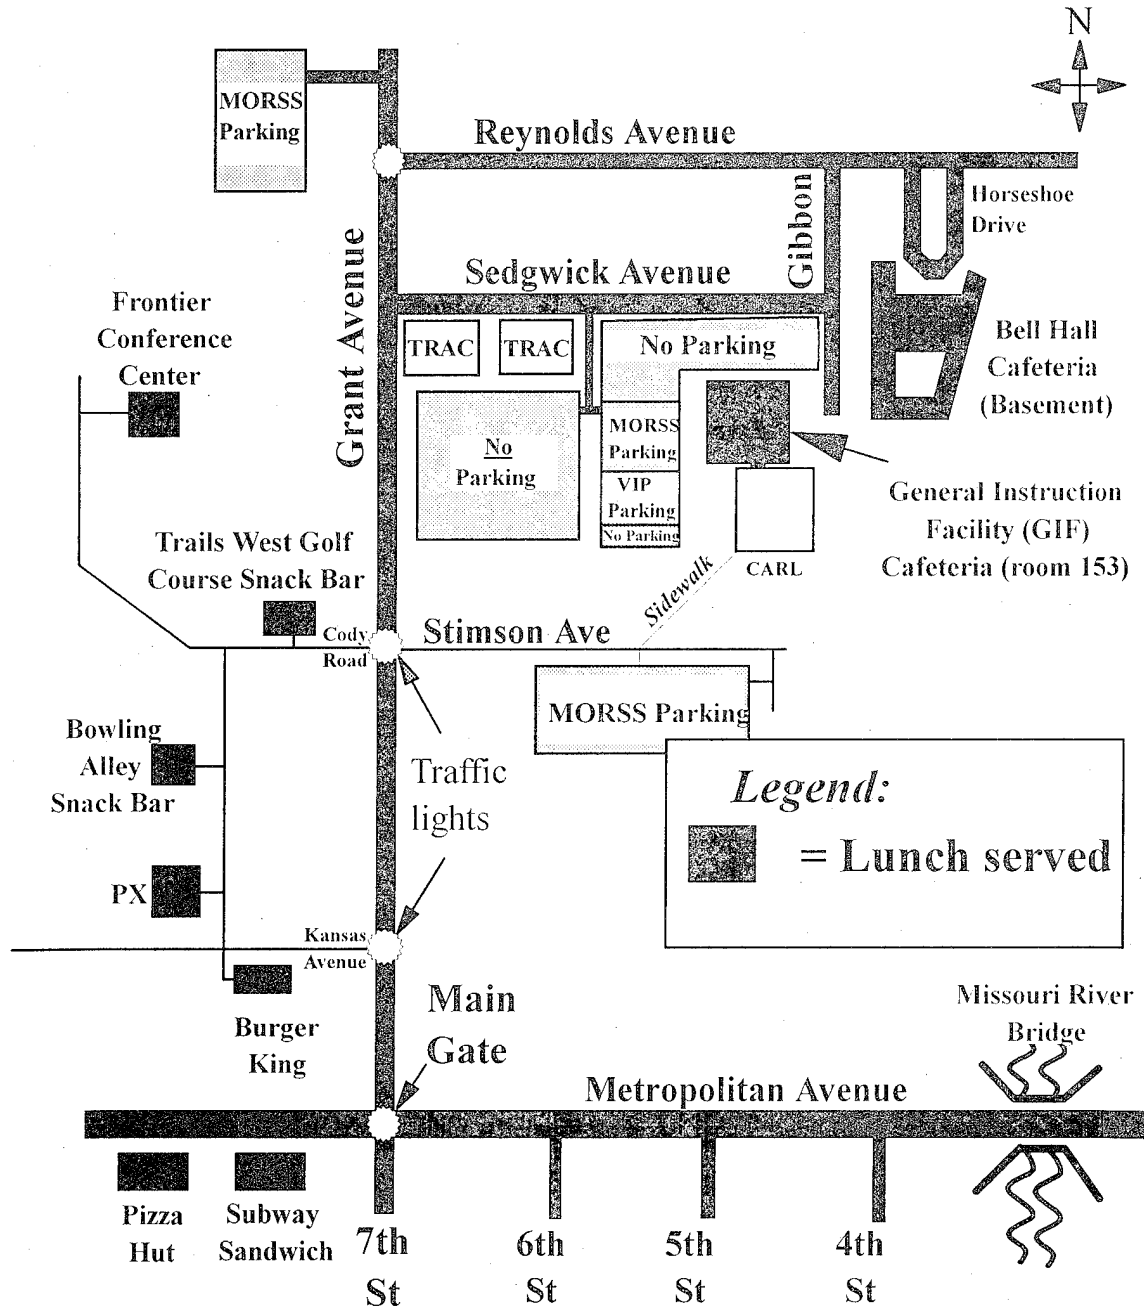 N
MORSS
Parking
Reynolds Avenue
Gibbon
Horseshoe
Drive
Grant Avenue
Sedgwick Avenue
Frontier
Conference
Center
TRAC
TRAC
No Parking
Bell Hall
Cafeteria
(Basement)
No
Parking
MORSS
Parking
VIP
Parking
No Parking
General Instruction
Facility (GIF)
Cafeteria (room 153)
CARL
Sidewalk
Trails West Golf
Course Snack Bar
Cody
Road
Stimson Ave
MORSS Parking
Bowling
Alley
Snack Bar
Traffic
lights
Legend:
= Lunch served
PX
Kansas
Avenue
Burger
King
Main
Gate
Missouri River
Bridge
Metropolitan Avenue
Pizza
Hut
Subway
Sandwich
7th
St
6th
St
5th
St
4th
St